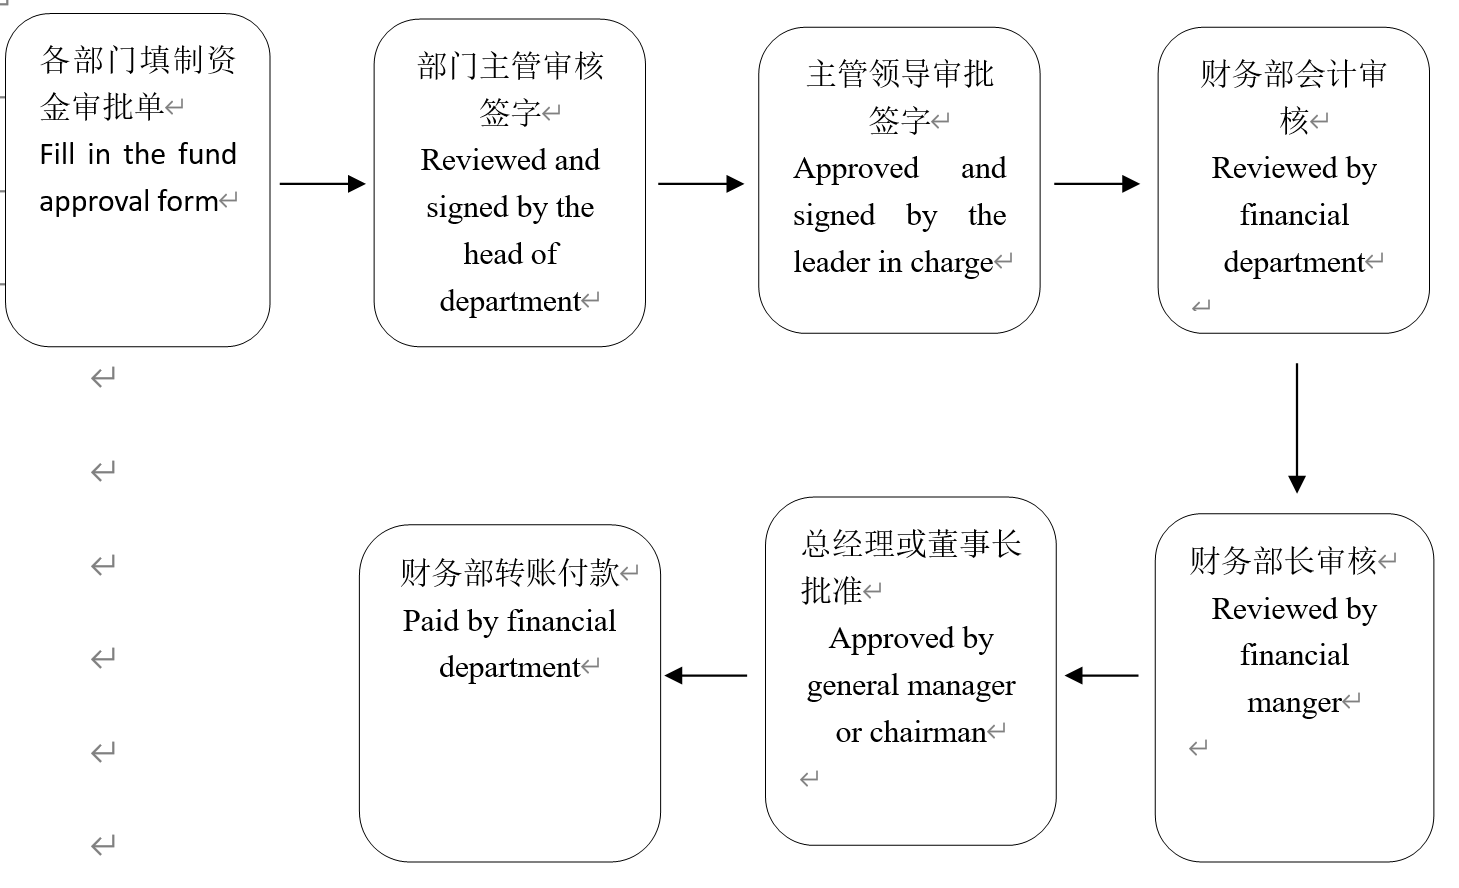 各部门填制资
金审批单
Fill in the fund
approval form
部门主管审核
签字
Reviewed and
signed by the
head of
department
主管领导审批
签字
Approved and
signed by the
leader in charge
财务部会计审
核
Reviewed by
financial
department
财务部长审核
Reviewed by
financial
manger
总经理或董事长
批准
Approved by
general manager
or chairman
财务部转账付款
Paid by financial
department